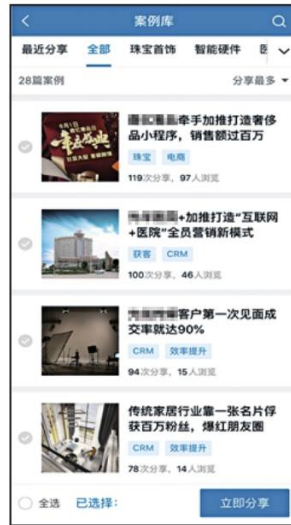 案例库
最近分享 全部 珠宝首饰 智能硬件
28篇案例 分享最多
牵手加推打造奢侈
品小程序，销售额过百万
珠宝 电商
119次分享，97人浏览
+加推打造“互联网
+医院”全员营销新模式
获客 CRM
100次分享，46人浏览
客户第一次见面成
交率就达90%
CRM 效率提升
94次分享，15人浏览
传统家居行业靠一张名片俘
获百万粉丝，爆红朋友圈
CRM 效率提升
78次分享，14人浏览
全选 已选择： 立即分享